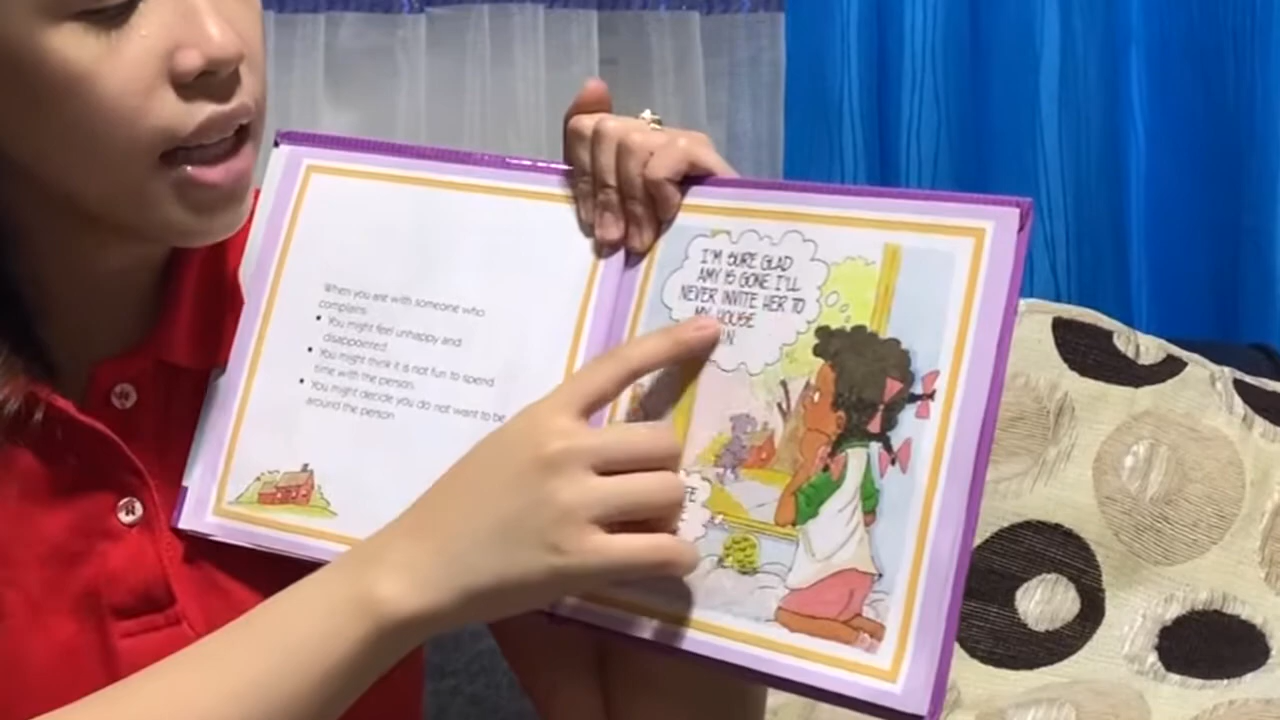 When you are with someone who
complains:
• You might feel unhappy and
disappointed.
• You might think it is not fun to spend
time with the person.
• You might decide you do not want to be
around the person.
I'M SURE GLAD
AMY IS GONE. I'LL
NEVER INVITE HER TO
MY HOUSE